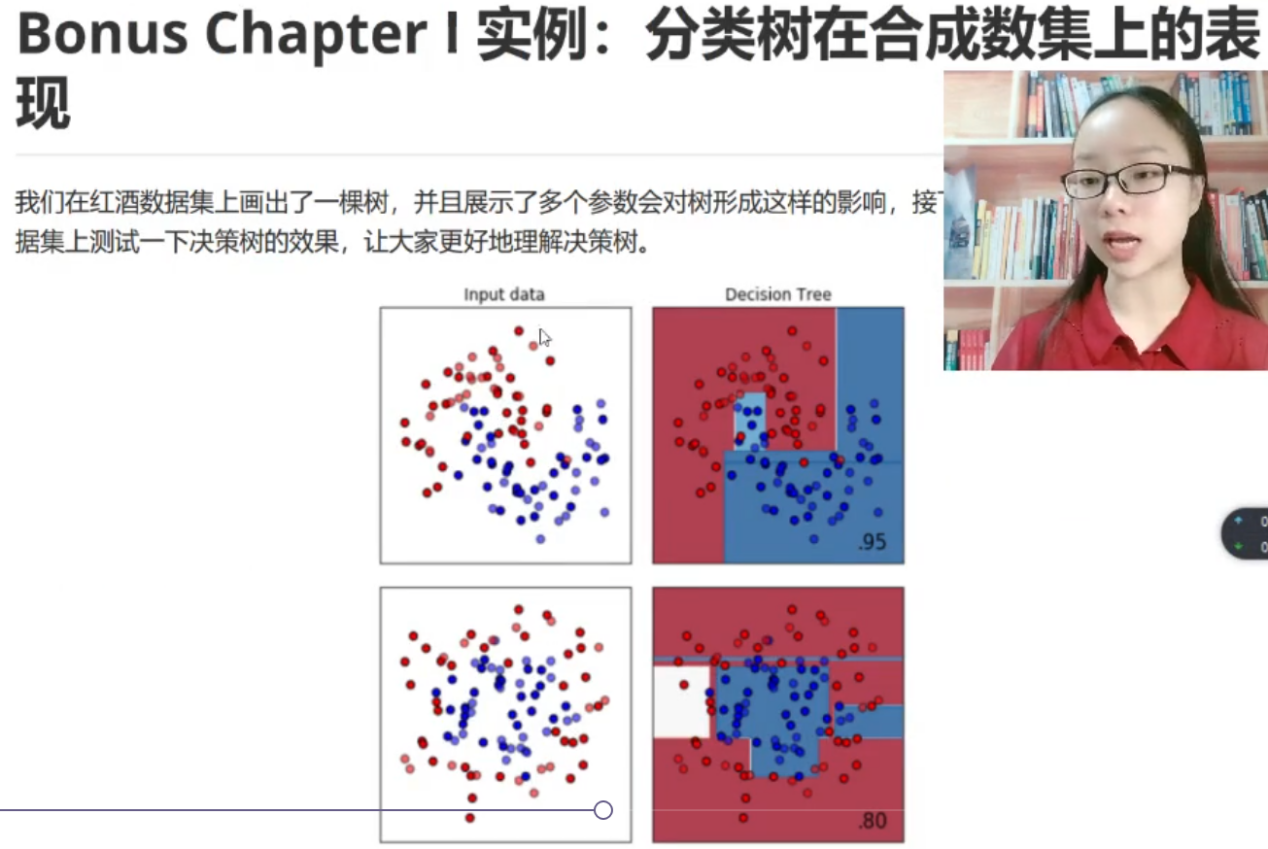 Bonus Chapter I 实例：分类树在合成数集上的表
现
我们在红酒数据集上画出了一棵树，并且展示了多个参数会对树形成这样的影响，接
据集上测试一下决策树的效果，让大家更好地理解决策树。
Input data
Decision Tree
.95
.80